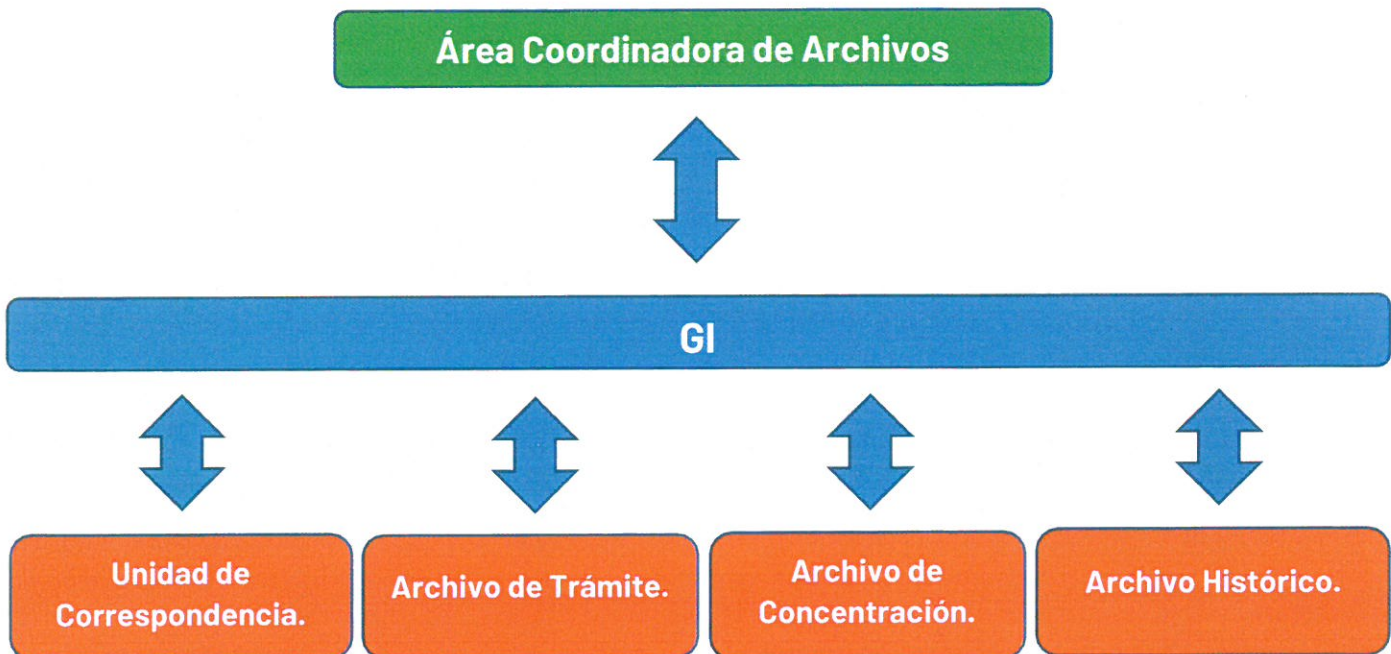 Área Coordinadora de Archivos
GI
Unidad de
Correspondencia.
Archivo de Trámite.
Archivo de
Concentración.
Archivo Histórico.